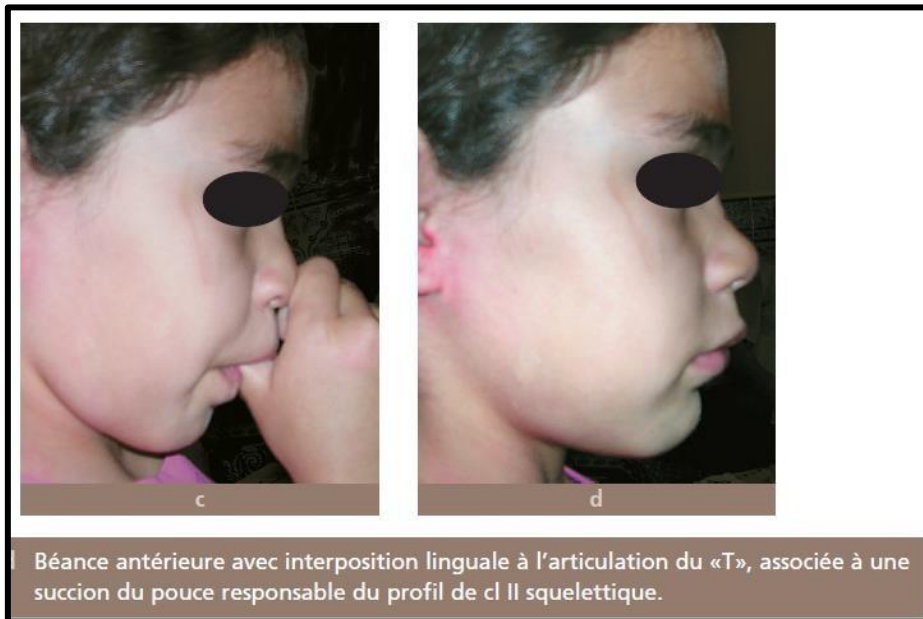 c
d
Béance antérieure avec interposition linguale à l’articulation du «T», associée à une
succion du pouce responsable du profil de cl II squelettique.